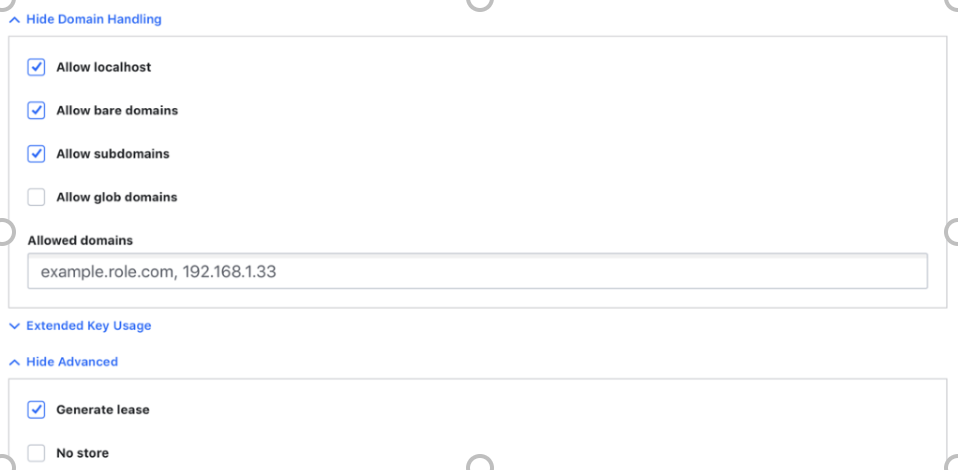 Hide Domain Handling
Allow localhost
Allow bare domains
Allow subdomains
Allow glob domains
Allowed domains
example.role.com, 192.168.1.33
Extended Key Usage
Hide Advanced
Generate lease
No store